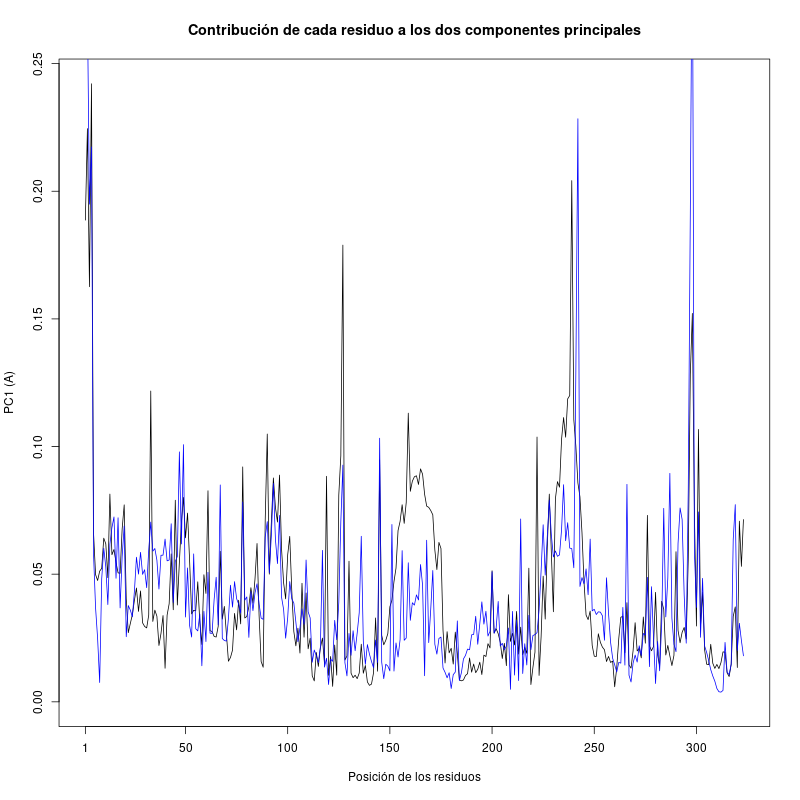 Contribución de cada residuo a los dos componentes principales
0.25
0.20
0.15
0.10
0.05
0.00
PC1 (A)
1 50 100 150 200 250 300
Posición de los residuos